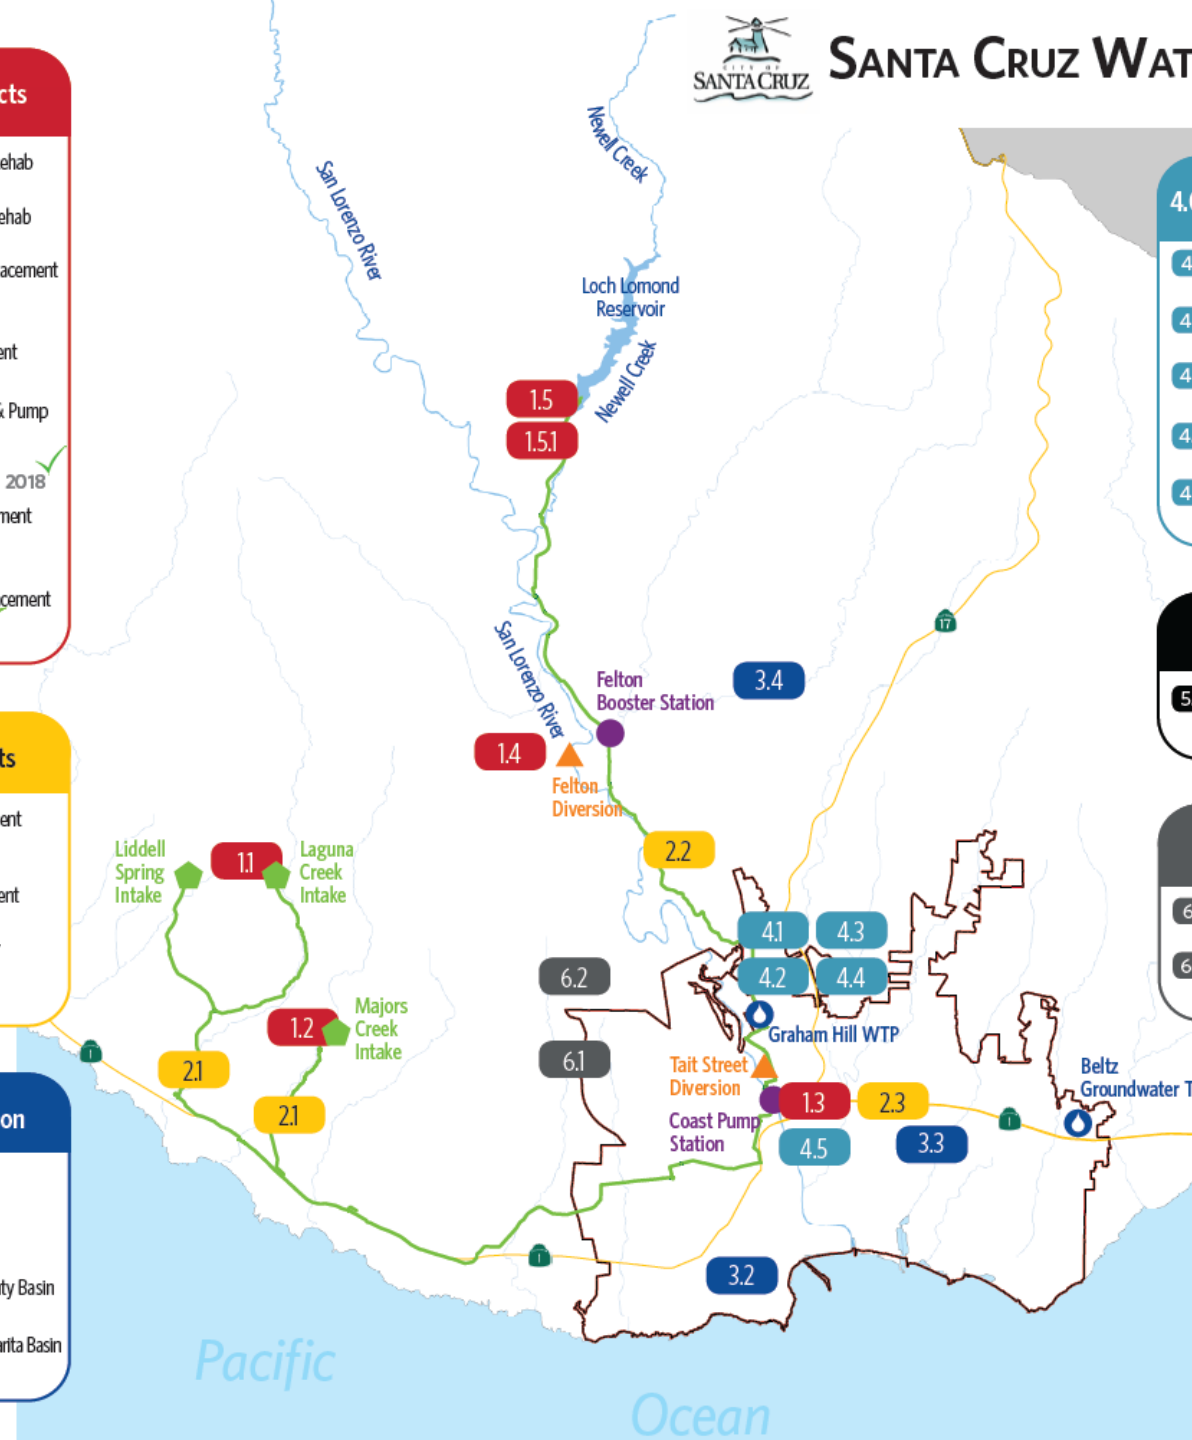 CITY OF
SANTA CRUZ
SANTA CRUZ WAT
cts
ehab
ehab
acement
ent
& Pump
2018
ment
cement
ts
ent
ent
on
ty Basin
rita Basin
Newell Creek
San Lorenzo River
Loch Lomond
Reservoir
Newell Creek
1.5
1.5.1
17
San Lorenzo River
Felton
Booster Station
3.4
1.4
Felton
Diversion
2.2
Liddell
Spring
Intake
1.1
Laguna
Creek
Intake
4.1
4.3
4.2
4.4
6.2
1.2
Majors
Creek
Intake
Graham Hill WTP
6.1
1
2.1
Tait Street
Diversion
Beltz
Groundwater T
2.1
Coast Pump
Station
1.3
2.3
1
4.5
3.3
1
3.2
Pacific
Ocean
4.
4
4
4
4
4
5
6
6